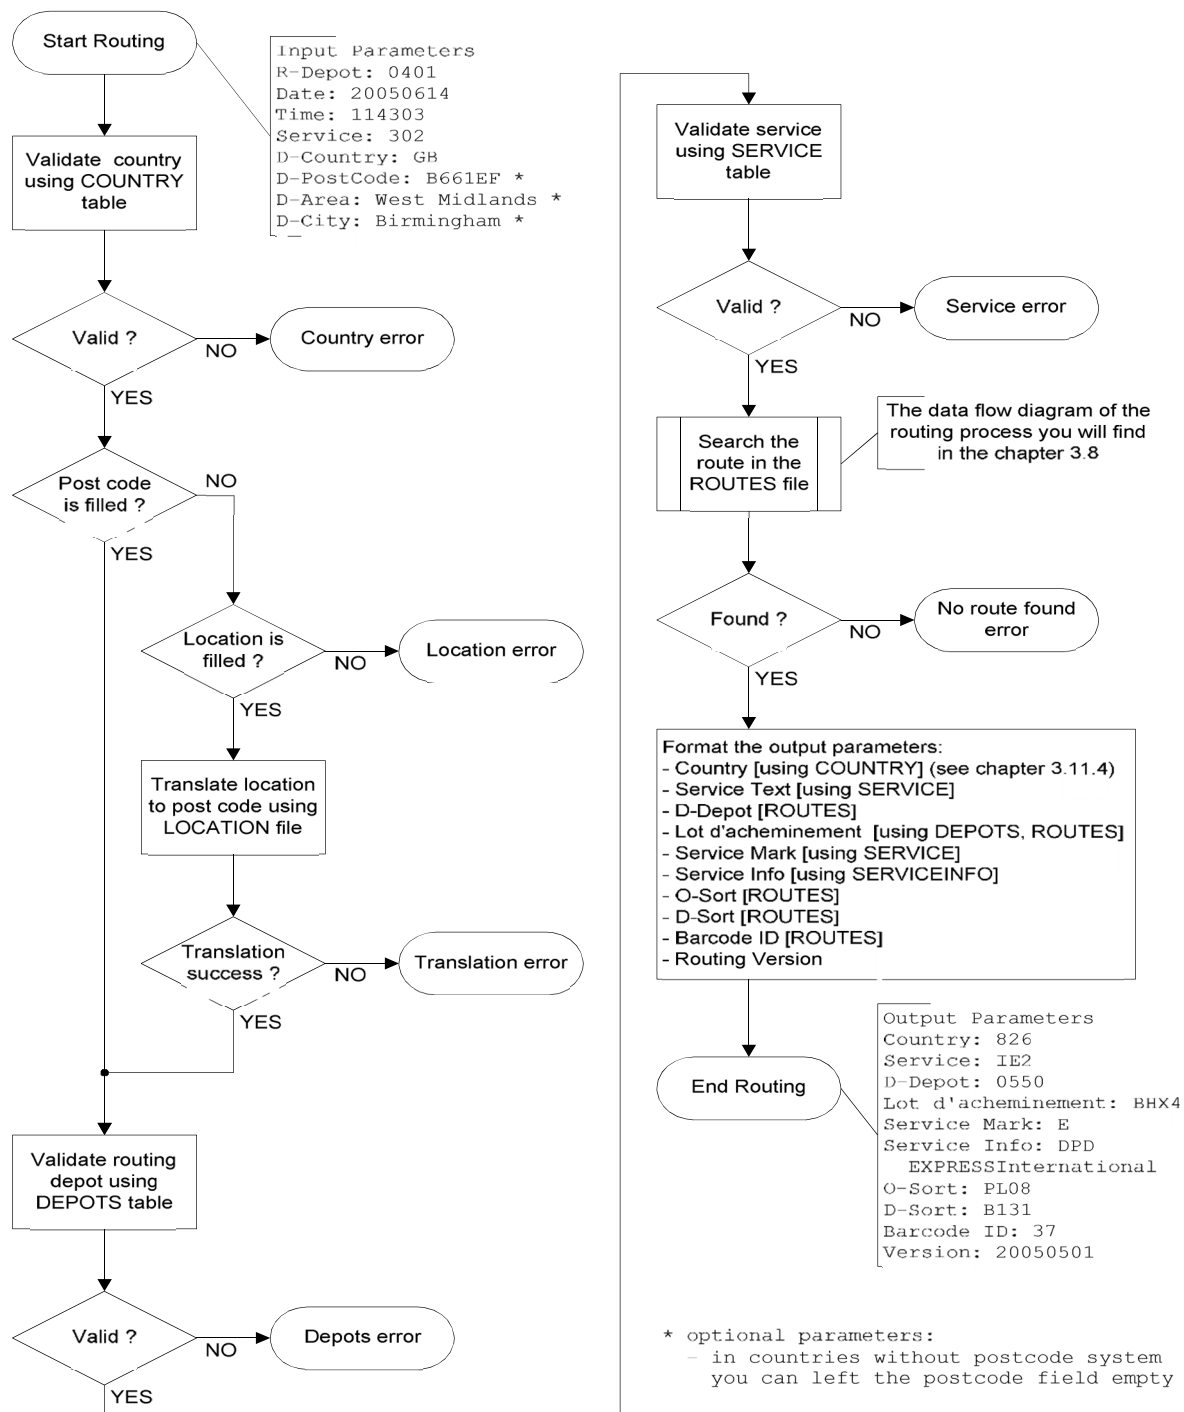 Start Routing
Input Parameters
R-Depot: 0401
Date: 20050614
Time: 114303
Service: 302
D-Country: GB
D-PostCode: B661EF *
D-Area: West Midlands *
D-City: Birmingham *
Validate country
using COUNTRY
table
Valid ?
NO
Country error
YES
Post code
is filled ?
NO
YES
Location is
filled ?
NO
Location error
YES
Translate location
to post code using
LOCATION file
Translation
success ?
NO
Translation error
YES
Validate routing
depot using
DEPOTS table
Valid ?
NO
Depots error
YES
Validate service
using SERVICE
table
Valid ?
NO
Service error
YES
Search the
route in the
ROUTES file
The data flow diagram of the
routing process you will find
in the chapter 3.8
Found ?
NO
No route found
error
YES
Format the output parameters:
- Country [using COUNTRY] (see chapter 3.11.4)
- Service Text [using SERVICE]
- D-Depot [ROUTES]
- Lot d'acheminement [using DEPOTS, ROUTES]
- Service Mark [using SERVICE]
- Service Info [using SERVICEINFO]
- O-Sort [ROUTES]
- D-Sort [ROUTES]
- Barcode ID [ROUTES]
- Routing Version
End Routing
Output Parameters
Country: 826
Service: IE2
D-Depot: 0550
Lot d'acheminement: BHX4
Service Mark: E
Service Info: DPD
EXPRESSInternational
O-Sort: PL08
D-Sort: B131
Barcode ID: 37
Version: 20050501
* optional parameters:
- in countries without postcode system
you can left the postcode field empty